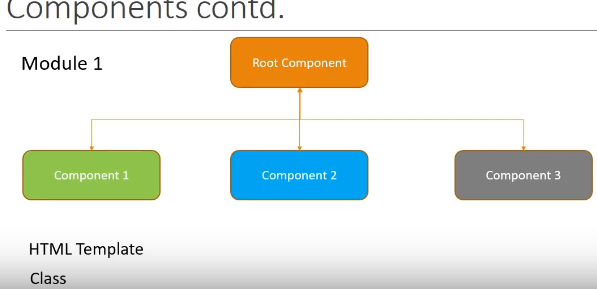 Components contd.
Module 1
Root Component
Component 1
Component 2
Component 3
HTML Template
Class